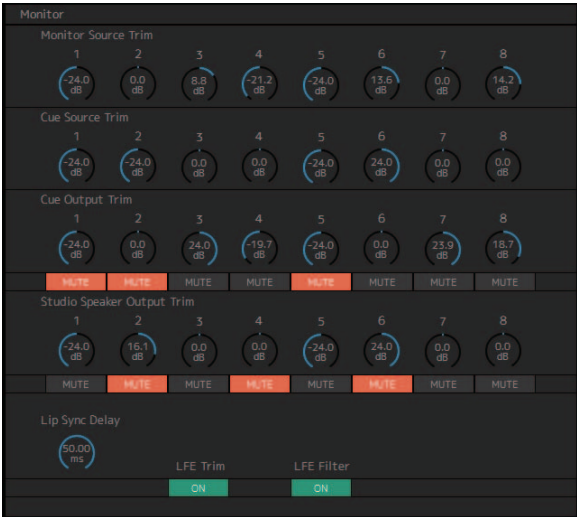 Monitor
Monitor Source Trim
1 2 3 4 5 6 7 8
-24.0 dB 0.0 dB 8.8 dB -21.2 dB -24.0 dB 13.6 dB 0.0 dB 14.2 dB
Cue Source Trim
1 2 3 4 5 6 7 8
-24.0 dB -24.0 dB 0.0 dB 0.0 dB -24.0 dB 24.0 dB 0.0 dB 0.0 dB
Cue Output Trim
1 2 3 4 5 6 7 8
-24.0 dB 0.0 dB 24.0 dB -19.7 dB -24.0 dB 0.0 dB 23.9 dB 18.7 dB
MUTE MUTE MUTE MUTE MUTE MUTE MUTE MUTE
Studio Speaker Output Trim
1 2 3 4 5 6 7 8
-24.0 dB 16.1 dB 0.0 dB 0.0 dB -24.0 dB 24.0 dB 0.0 dB 0.0 dB
MUTE MUTE MUTE MUTE MUTE MUTE MUTE MUTE
Lip Sync Delay
50.00 ms
LFE Trim LFE Filter
ON ON